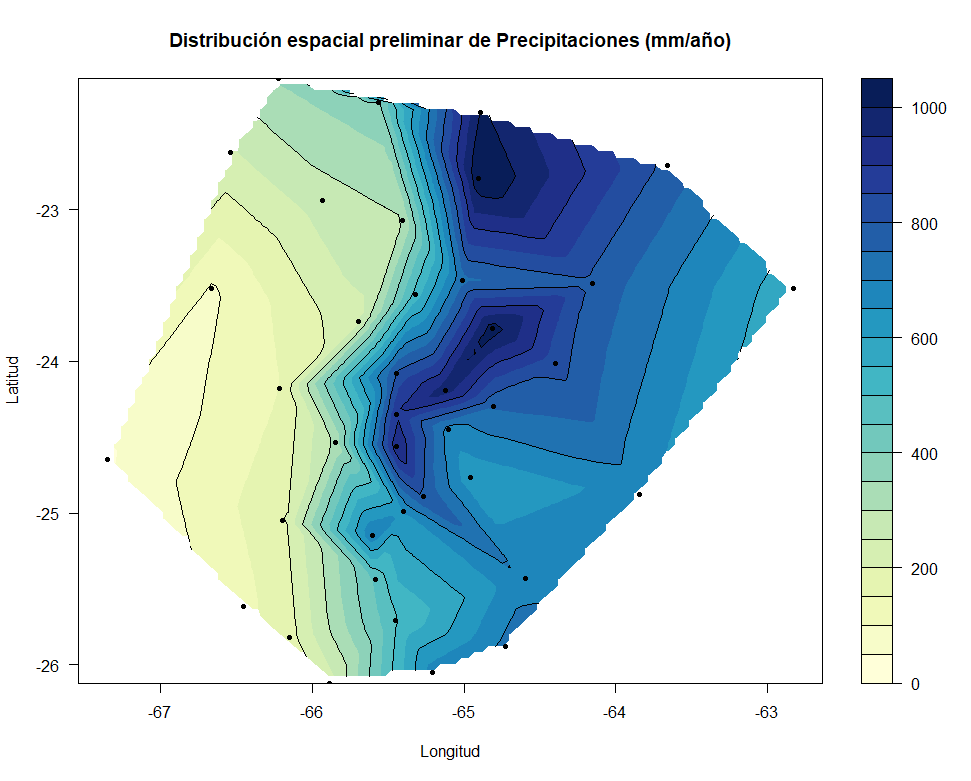 Distribución espacial preliminar de Precipitaciones (mm/año)
1000
800
600
400
200
0
-23
-24
-25
-26
Latitud
-67 -66 -65 -64 -63
Longitud